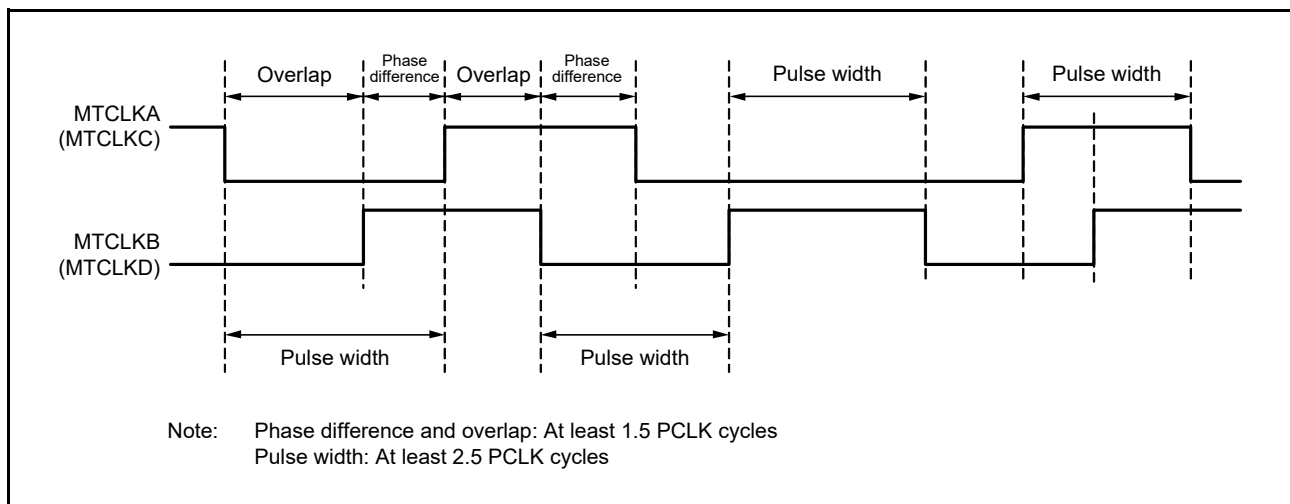 Overlap
Phase
difference
Overlap
Phase
difference
Pulse width
Pulse width
MTCLKA
(MTCLKC)
MTCLKB
(MTCLKD)
Pulse width
Pulse width
Note: Phase difference and overlap: At least 1.5 PCLK cycles
Pulse width: At least 2.5 PCLK cycles